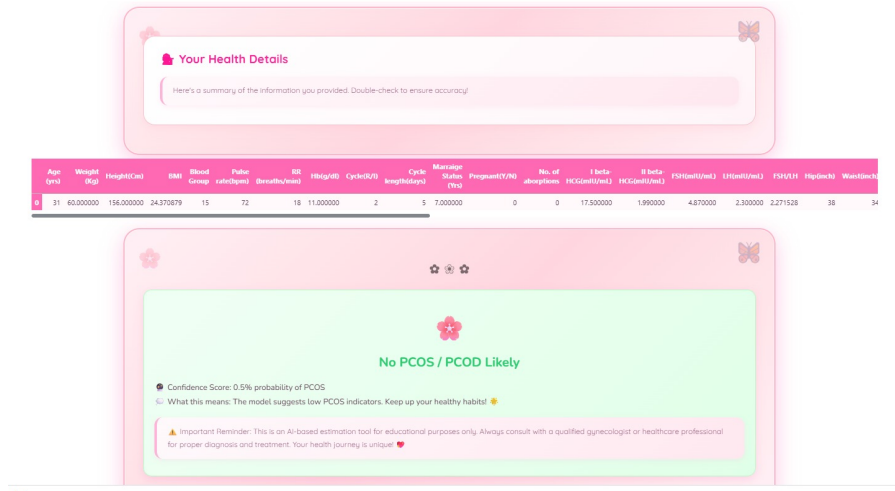 Your Health Details
Here's a summary of the information you provided. Double-check to ensure accuracy!
Age (yrs) Weight (Kg) Height(Cm) BMI Blood Group Pulse rate(bpm) RR (breaths/min) Hb(g/dl) Cycle(R/I) Cycle length(days) Marraige Status (Yrs) Pregnant(Y/N) No. of aborptions I beta-HCG(mIU/mL) II beta-HCG(mIU/mL) FSH(mIU/mL) LH(mIU/mL) FSH/LH Hip(inch) Waist(inch)
0 31 60.000000 156.000000 24.370879 15 72 18 11.000000 2 5 7.000000 0 0 17.500000 1.990000 4.870000 2.300000 2.271528 38 34
No PCOS / PCOD Likely
Confidence Score: 0.5% probability of PCOS
What this means: The model suggests low PCOS indicators. Keep up your healthy habits!
Important Reminder: This is an AI-based estimation tool for educational purposes only. Always consult with a qualified gynecologist or healthcare professional
for proper diagnosis and treatment. Your health journey is unique!